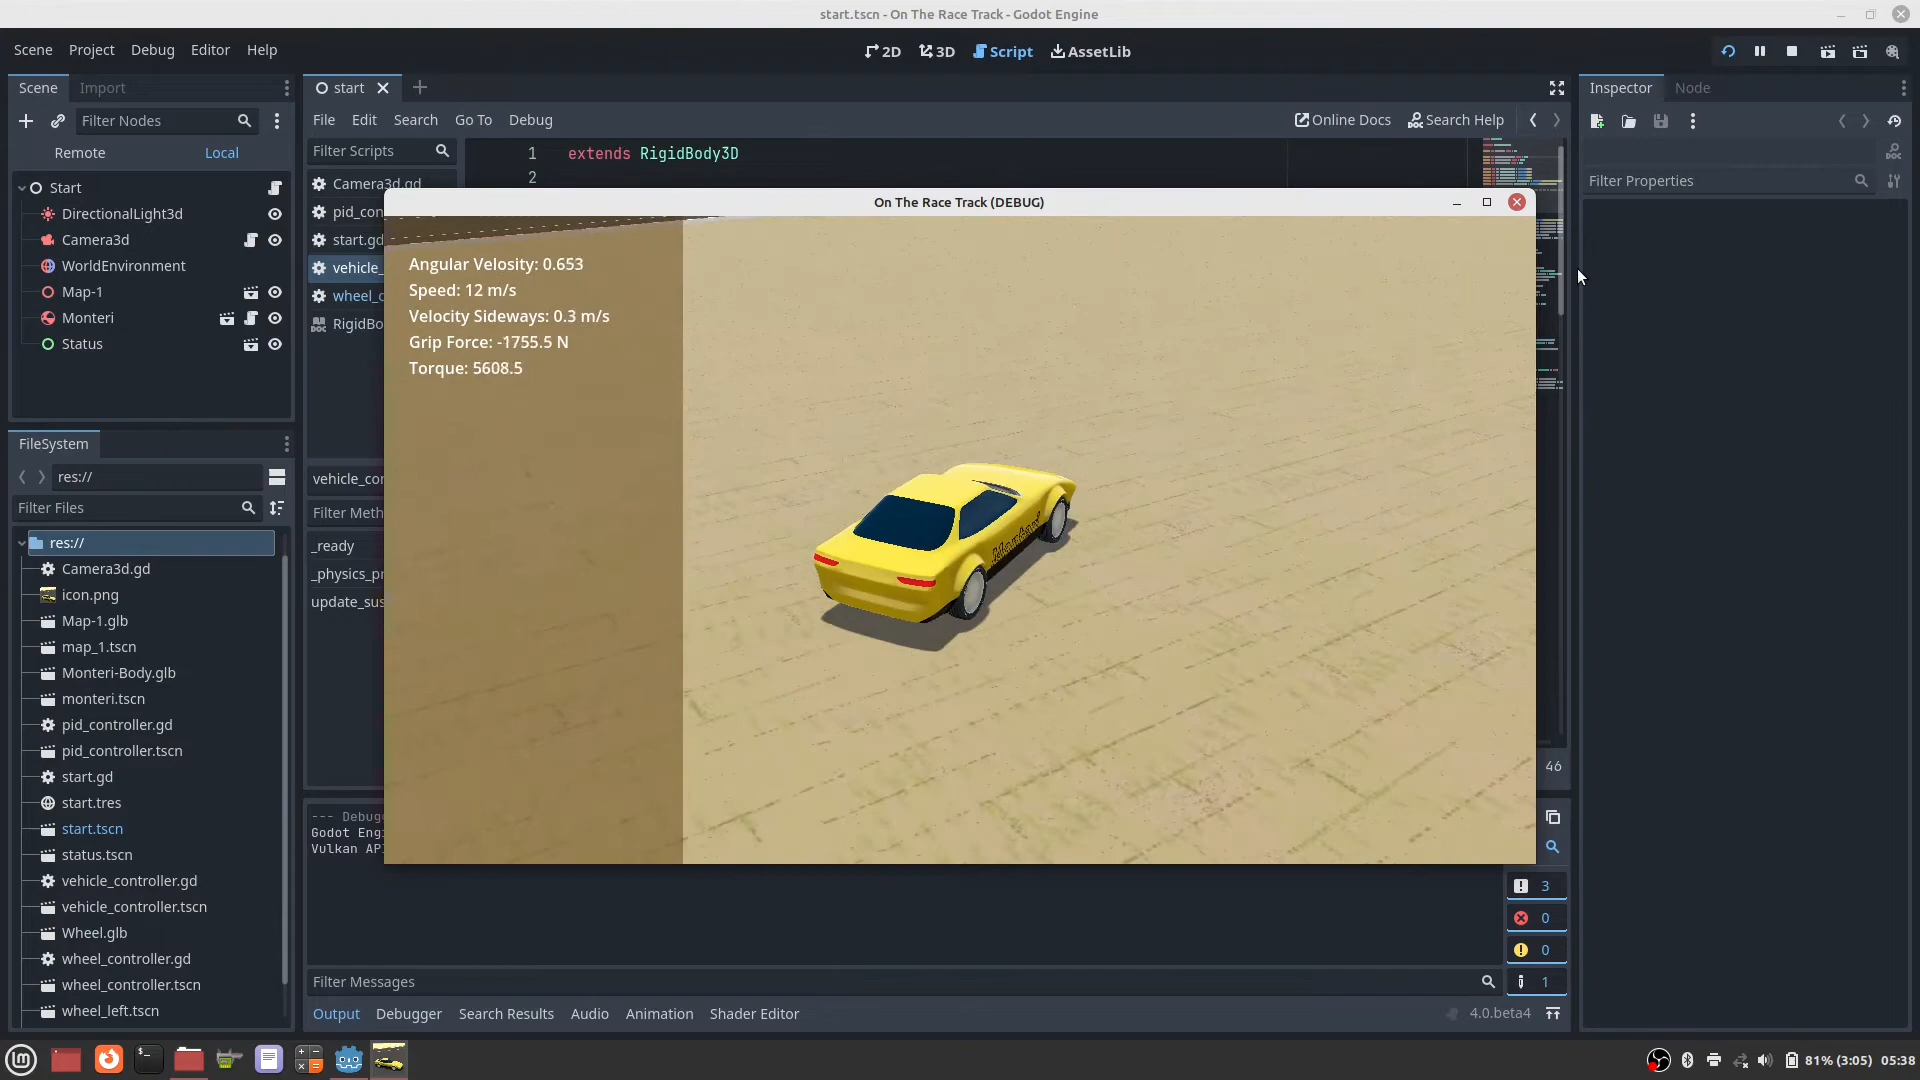 start.tscn - On The Race Track - Godot Engine
Scene Project Debug Editor Help
2D 3D Script AssetLib
Scene Import
Filter Nodes
Remote Local
Start
DirectionalLight3d
Camera3d
WorldEnvironment
Map-1
Monteri
Status
FileSystem
res://
Filter Files
res://
Camera3d.gd
icon.png
Map-1.glb
map_1.tscn
Monteri-Body.glb
monteri.tscn
pid_controller.gd
pid_controller.tscn
start.gd
start.tres
start.tscn
status.tscn
vehicle_controller.gd
vehicle_controller.tscn
Wheel.glb
wheel_controller.gd
wheel_controller.tscn
wheel_left.tscn
start
File Edit Search Go To Debug
Online Docs Search Help
Filter Scripts
Camera3d.gd
pid_con
start.gd
vehicle_
wheel_c
RigidBo
vehicle_cor
Filter Meth
_ready
_physics_pr
update_sus
1 extends RigidBody3D
2
On The Race Track (DEBUG)
Angular Velosity: 0.653
Speed: 12 m/s
Velocity Sideways: 0.3 m/s
Grip Force: -1755.5 N
Torque: 5608.5
46
--- Debug
Godot Engi
Vulkan AP
3
0
0
1
Filter Messages
Output Debugger Search Results Audio Animation Shader Editor
4.0.beta4
Inspector Node
Filter Properties
81% (3:05) 05:38